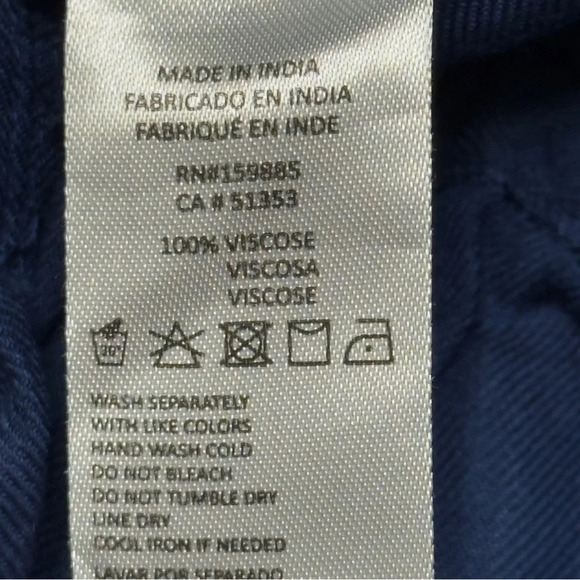 MADE IN INDIA
FABRICADO EN INDIA
FABRIQUÉ EN INDE
RN#159885
CA # 51353
100% VISCOSE
VISCOSA
VISCOSE
30°
WASH SEPARATELY
WITH LIKE COLORS
HAND WASH COLD
DO NOT BLEACH
DO NOT TUMBLE DRY
LINE DRY
COOL IRON IF NEEDED
LAVAR POR SEPARADO